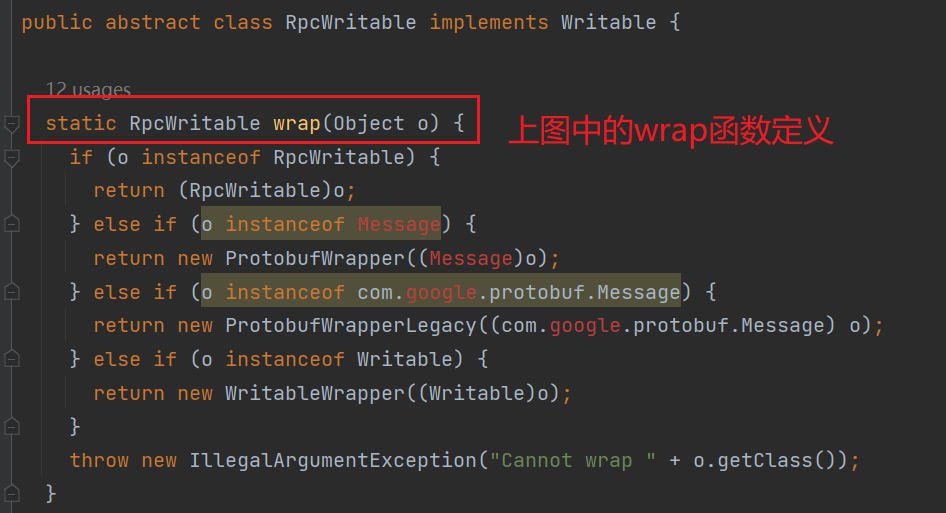 public abstract class RpcWritable implements Writable {
12 usages
static RpcWritable wrap(Object o) {
上图中的wrap函数定义
if (o instanceof RpcWritable) {
return (RpcWritable)o;
} else if (o instanceof Message) {
return new ProtobufWrapper((Message)o);
} else if (o instanceof com.google.protobuf.Message) {
return new ProtobufWrapperLegacy((com.google.protobuf.Message) o);
} else if (o instanceof Writable) {
return new WritableWrapper((Writable)o);
}
throw new IllegalArgumentException("Cannot wrap " + o.getClass());
}